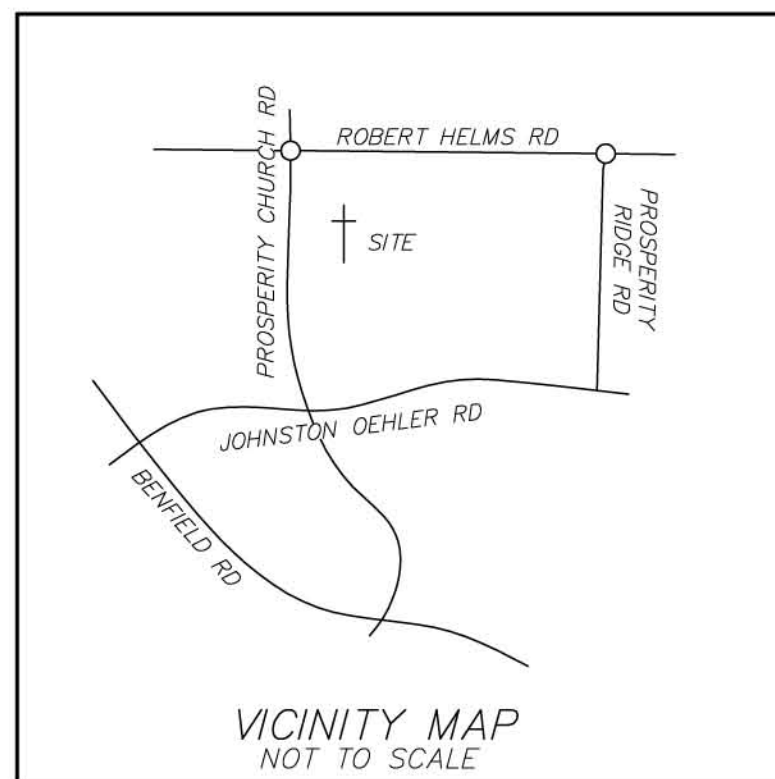 PROSPERITY CHURCH RD
ROBERT HELMS RD
PROSPERITY
RIDGE RD
SITE
JOHNSTON OEHLER RD
BENFIELD RD
VICINITY MAP
NOT TO SCALE